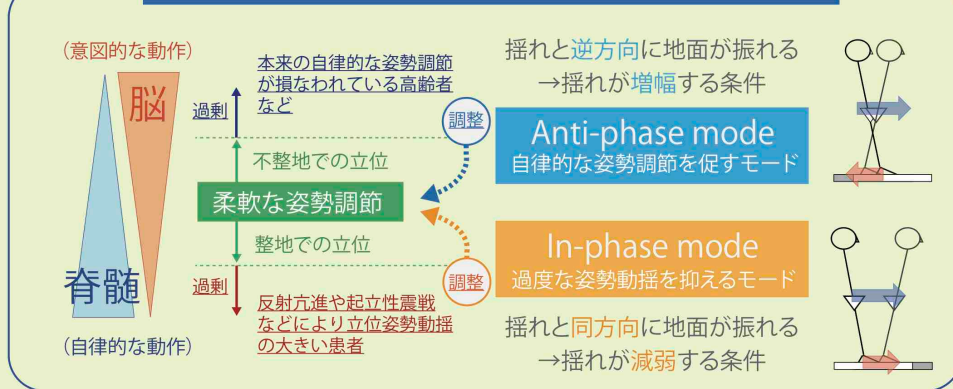 (意図的な動作)
脳
脊髄
(自律的な動作)
過剰
本来の自律的な姿勢調節
が損なわれている高齢者
など
不整地での立位
柔軟な姿勢調節
整地での立位
過剰
反射亢進や起立性震戦
などにより立位姿勢動揺
の大きい患者
調整
調整
揺れと逆方向に地面が振れる
→揺れが増幅する条件
Anti-phase mode
自律的な姿勢調節を促すモード
In-phase mode
過度な姿勢動揺を抑えるモード
揺れと同方向に地面が振れる
→揺れが減弱する条件